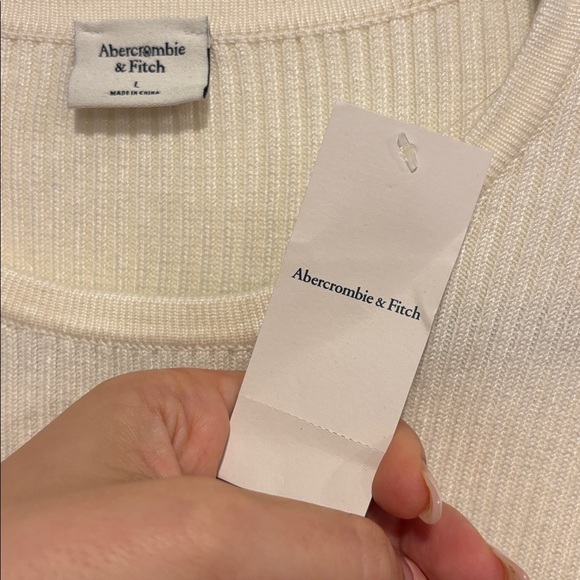 Abercrombie
& Fitch
L
MADE IN CHINA
Abercrombie & Fitch